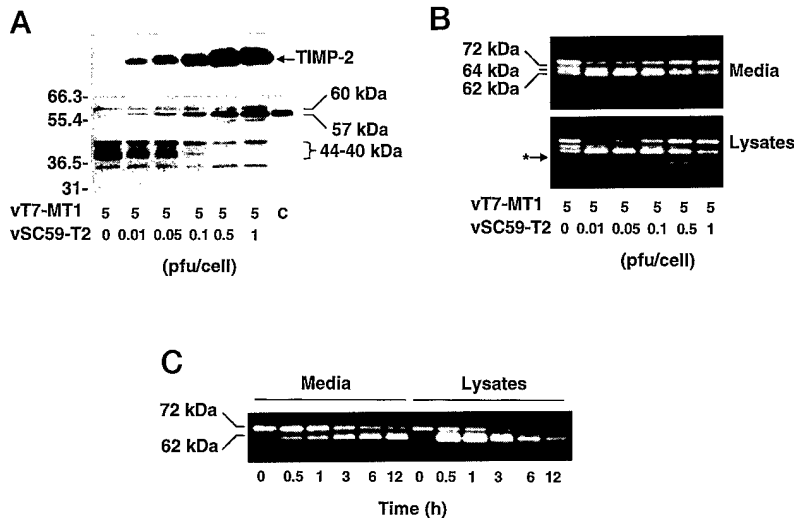 A
TIMP-2
66.3-
55.4-
36.5-
31-
60 kDa
57 kDa
44-40 kDa
vT7-MT1 5 5 5 5 5 5 C
vSC59-T2 0 0.01 0.05 0.1 0.5 1
(pfu/cell)
B
72 kDa
64 kDa
62 kDa
Media
Lysates
*
vT7-MT1 5 5 5 5 5 5
vSC59-T2 0 0.01 0.05 0.1 0.5 1
(pfu/cell)
C
Media Lysates
72 kDa
62 kDa
0 0.5 1 3 6 12 0 0.5 1 3 6 12
Time (h)